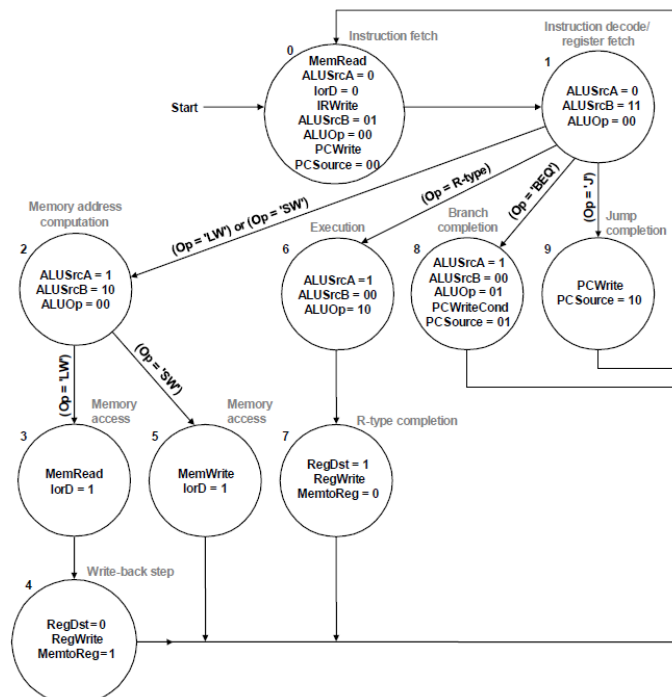 Instruction fetch
0
MemRead
ALUSrcA = 0
IorD = 0
IRWrite
ALUSrcB = 01
ALUOp = 00
PCWrite
PCSource = 00
Start
Instruction decode/
register fetch
1
ALUSrcA = 0
ALUSrcB = 11
ALUOp = 00
(Op = 'LW') or (Op = 'SW')
(Op = R-type)
(Op = 'BEQ')
(Op = 'J')
Memory address
computation
2
ALUSrcA = 1
ALUSrcB = 10
ALUOp = 00
Execution
6
ALUSrcA =1
ALUSrcB = 00
ALUOp= 10
Branch
completion
8
ALUSrcA = 1
ALUSrcB = 00
ALUOp = 01
PCWriteCond
PCSource = 01
Jump
completion
9
PCWrite
PCSource = 10
(Op = 'LW')
(Op = 'SW')
Memory
access
3
MemRead
IorD = 1
Memory
access
5
MemWrite
IorD = 1
R-type completion
7
RegDst = 1
RegWrite
MemtoReg = 0
Write-back step
4
RegDst= 0
RegWrite
MemtoReg=1